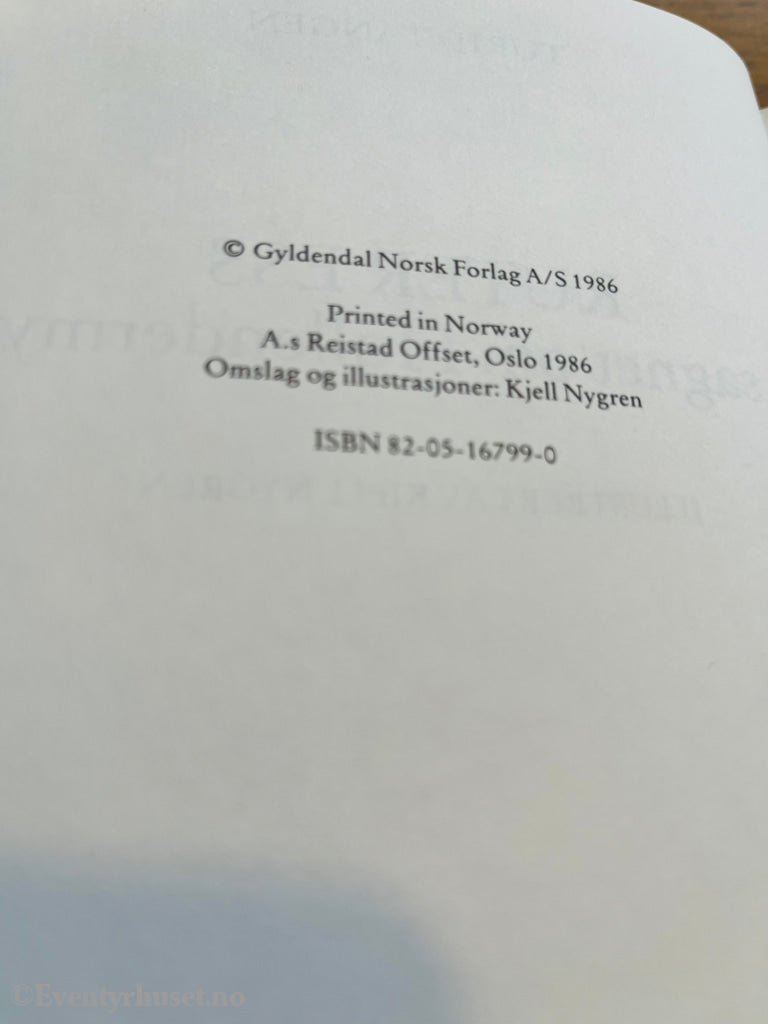 © Gyldendal Norsk Forlag A/S 1986
Printed in Norway
A.s Reistad Offset, Oslo 1986
Omslag og illustrasjoner: Kjell Nygren
ISBN 82-05-16799-0
©Eventyrhuset.no